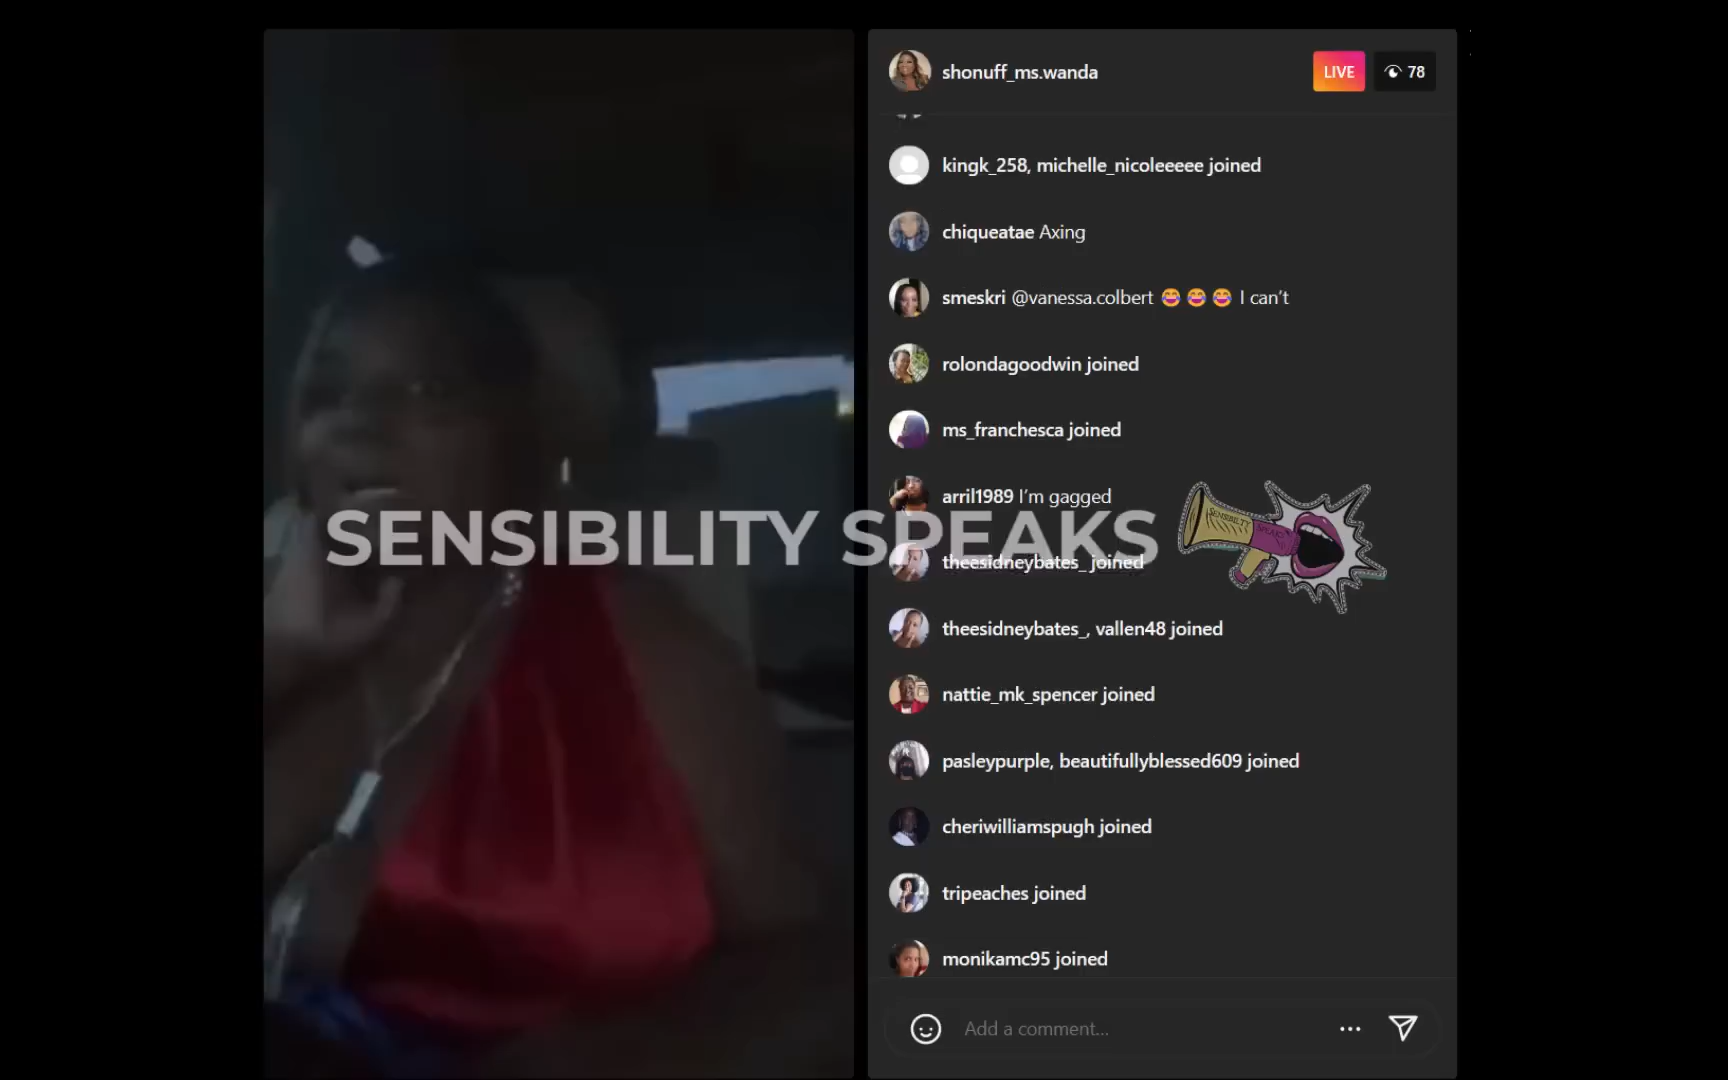 shonuff_ms.wanda
LIVE
78
kingk_258, michelle_nicoleeeee joined
chiqueatae Axing
smeskri @vanessa.colbert 😂 😂 😂 I can't
rolondagoodwin joined
ms_franchesca joined
arril1989 I'm gagged
SENSIBILITY SPEAKS
SENSIBILTY
SPEAKS
theesidneybates_ joined
theesidneybates_, vallen48 joined
nattie_mk_spencer joined
pasleypurple, beautifullyblessed609 joined
cheriwilliamspugh joined
tripeaches joined
monikamc95 joined
Add a comment...